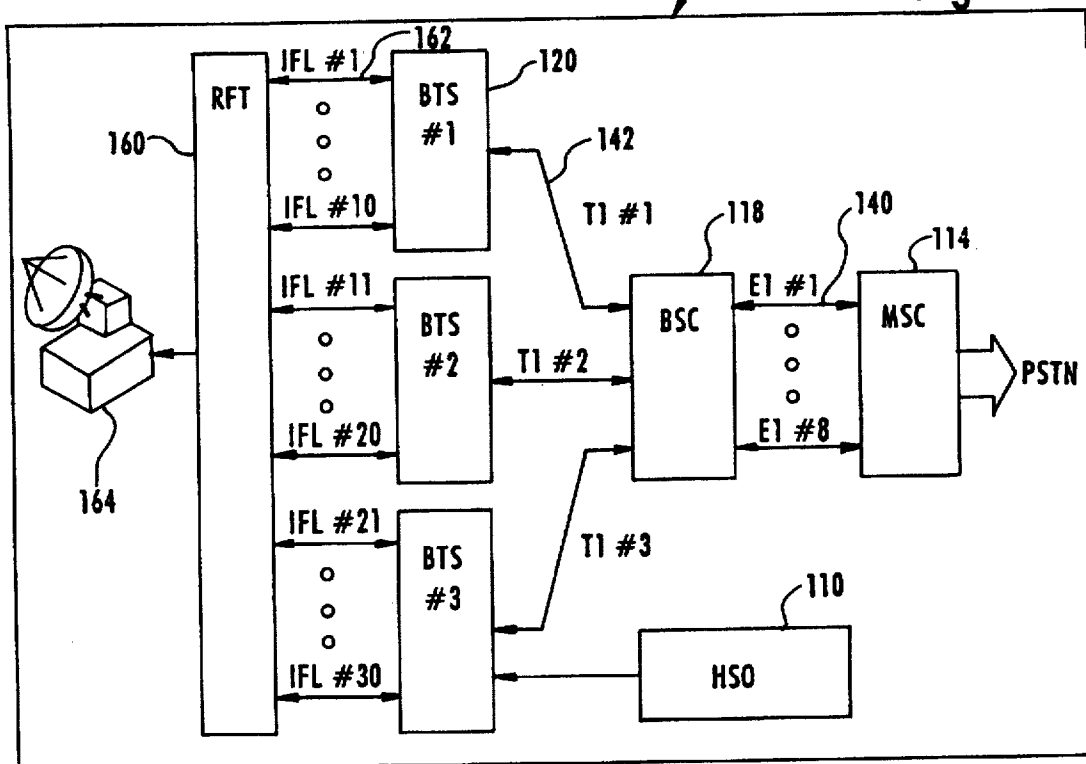 162
120
IFL #1
RFT
BTS
#1
160
142
IFL #10
T1 #1
118
140
114
IFL #11
BTS
#2
E1 #1
BSC
MSC
T1 #2
PSTN
IFL #20
E1 #8
164
IFL #21
BTS
#3
T1 #3
110
IFL #30
HSO